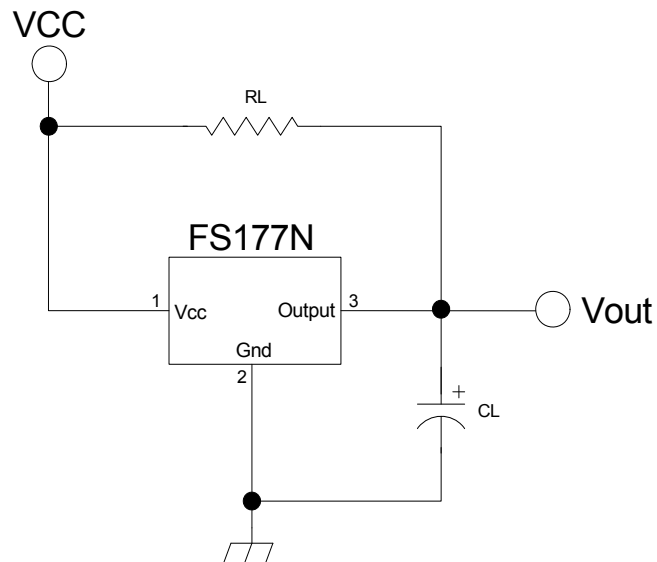 VCC
RL
FS177N
1
Vcc
Output
3
Gnd
2
Vout
+
CL